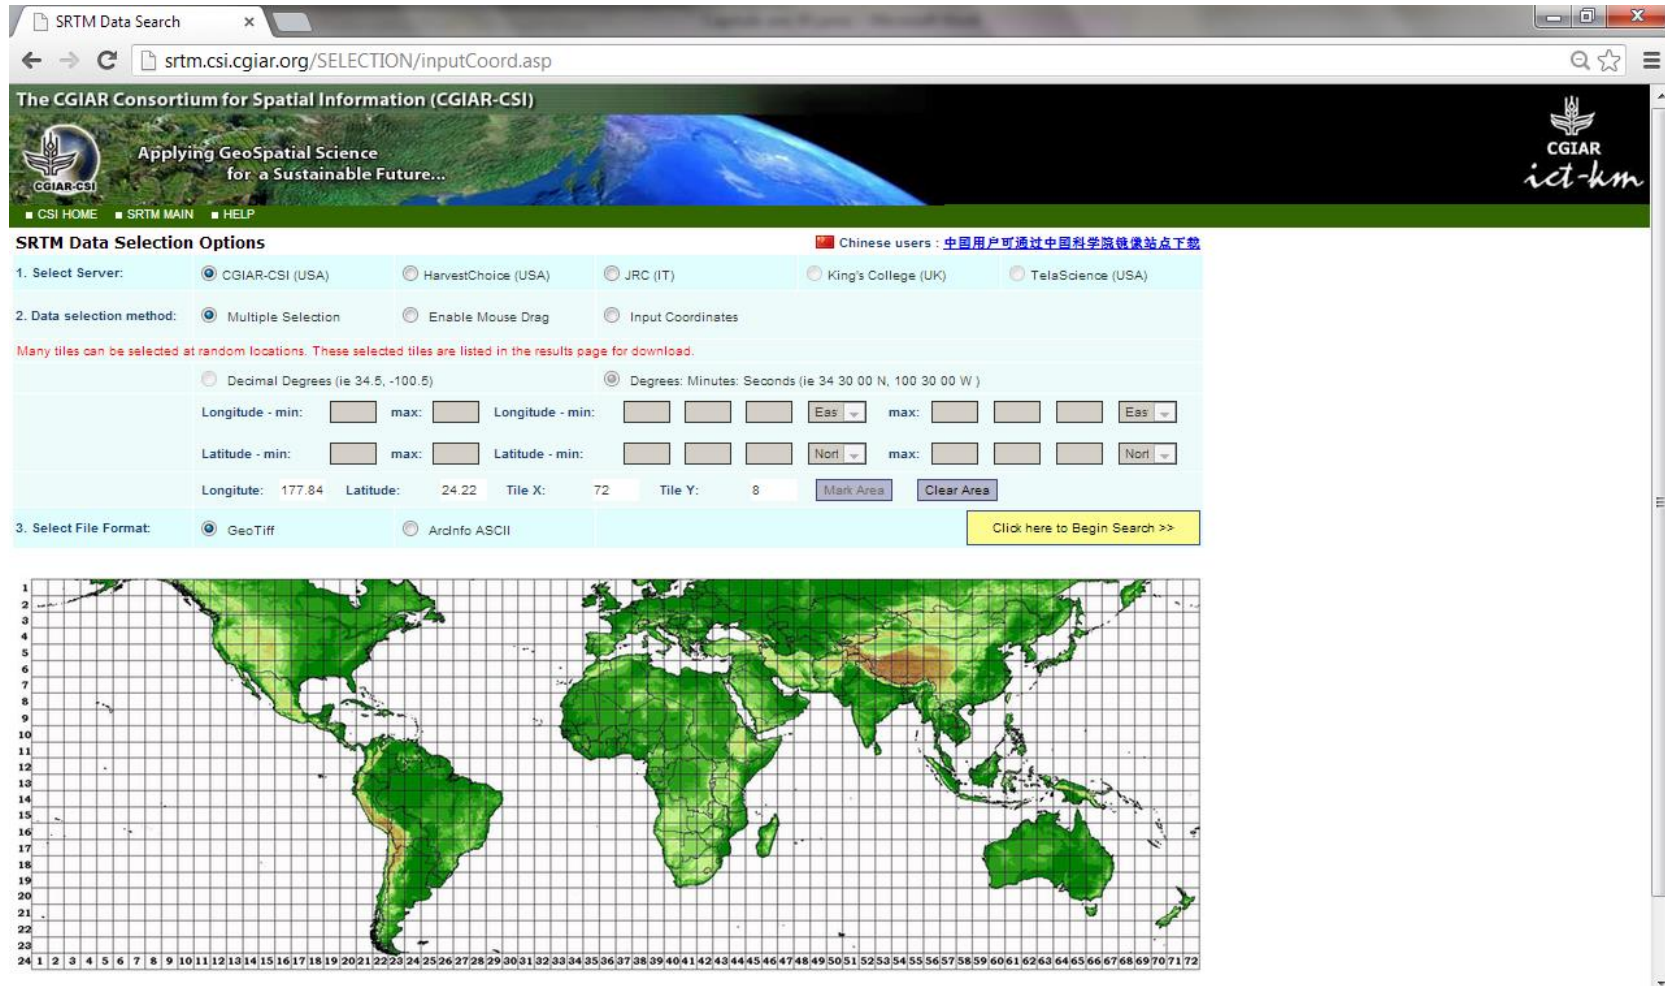 SRTM Data Search
srtm.csi.cgiar.org/SELECTION/inputCoord.asp
The CGIAR Consortium for Spatial Information (CGIAR-CSI)
Applying GeoSpatial Science
for a Sustainable Future...
CGIAR-CSI
CGIAR
ict-km
CSI HOME SRTM MAIN HELP
SRTM Data Selection Options Chinese users : 中国用户可通过中国科学院镜像站点下载
1. Select Server: CGIAR-CSI (USA) HarvestChoice (USA) JRC (IT) King's College (UK) TelaScience (USA)
2. Data selection method: Multiple Selection Enable Mouse Drag Input Coordinates
Many tiles can be selected at random locations. These selected tiles are listed in the results page for download.
Decimal Degrees (ie 34.5, -100.5) Degrees: Minutes: Seconds (ie 34 30 00 N, 100 30 00 W )
Longitude - min: max: Longitude - min: Eas max: Eas
Latitude - min: max: Latitude - min: Nort max: Nort
Longitute: 177.84 Latitude: 24.22 Tile X: 72 Tile Y: 8 Mark Area Clear Area
3. Select File Format: GeoTiff ArcInfo ASCII Click here to Begin Search >>
1
2
3
4
5
6
7
8
9
10
11
12
13
14
15
16
17
18
19
20
21
22
23
24 1 2 3 4 5 6 7 8 9 10 11 12 13 14 15 16 17 18 19 20 21 22 23 24 25 26 27 28 29 30 31 32 33 34 35 36 37 38 39 40 41 42 43 44 45 46 47 48 49 50 51 52 53 54 55 56 57 58 59 60 61 62 63 64 65 66 67 68 69 70 71 72